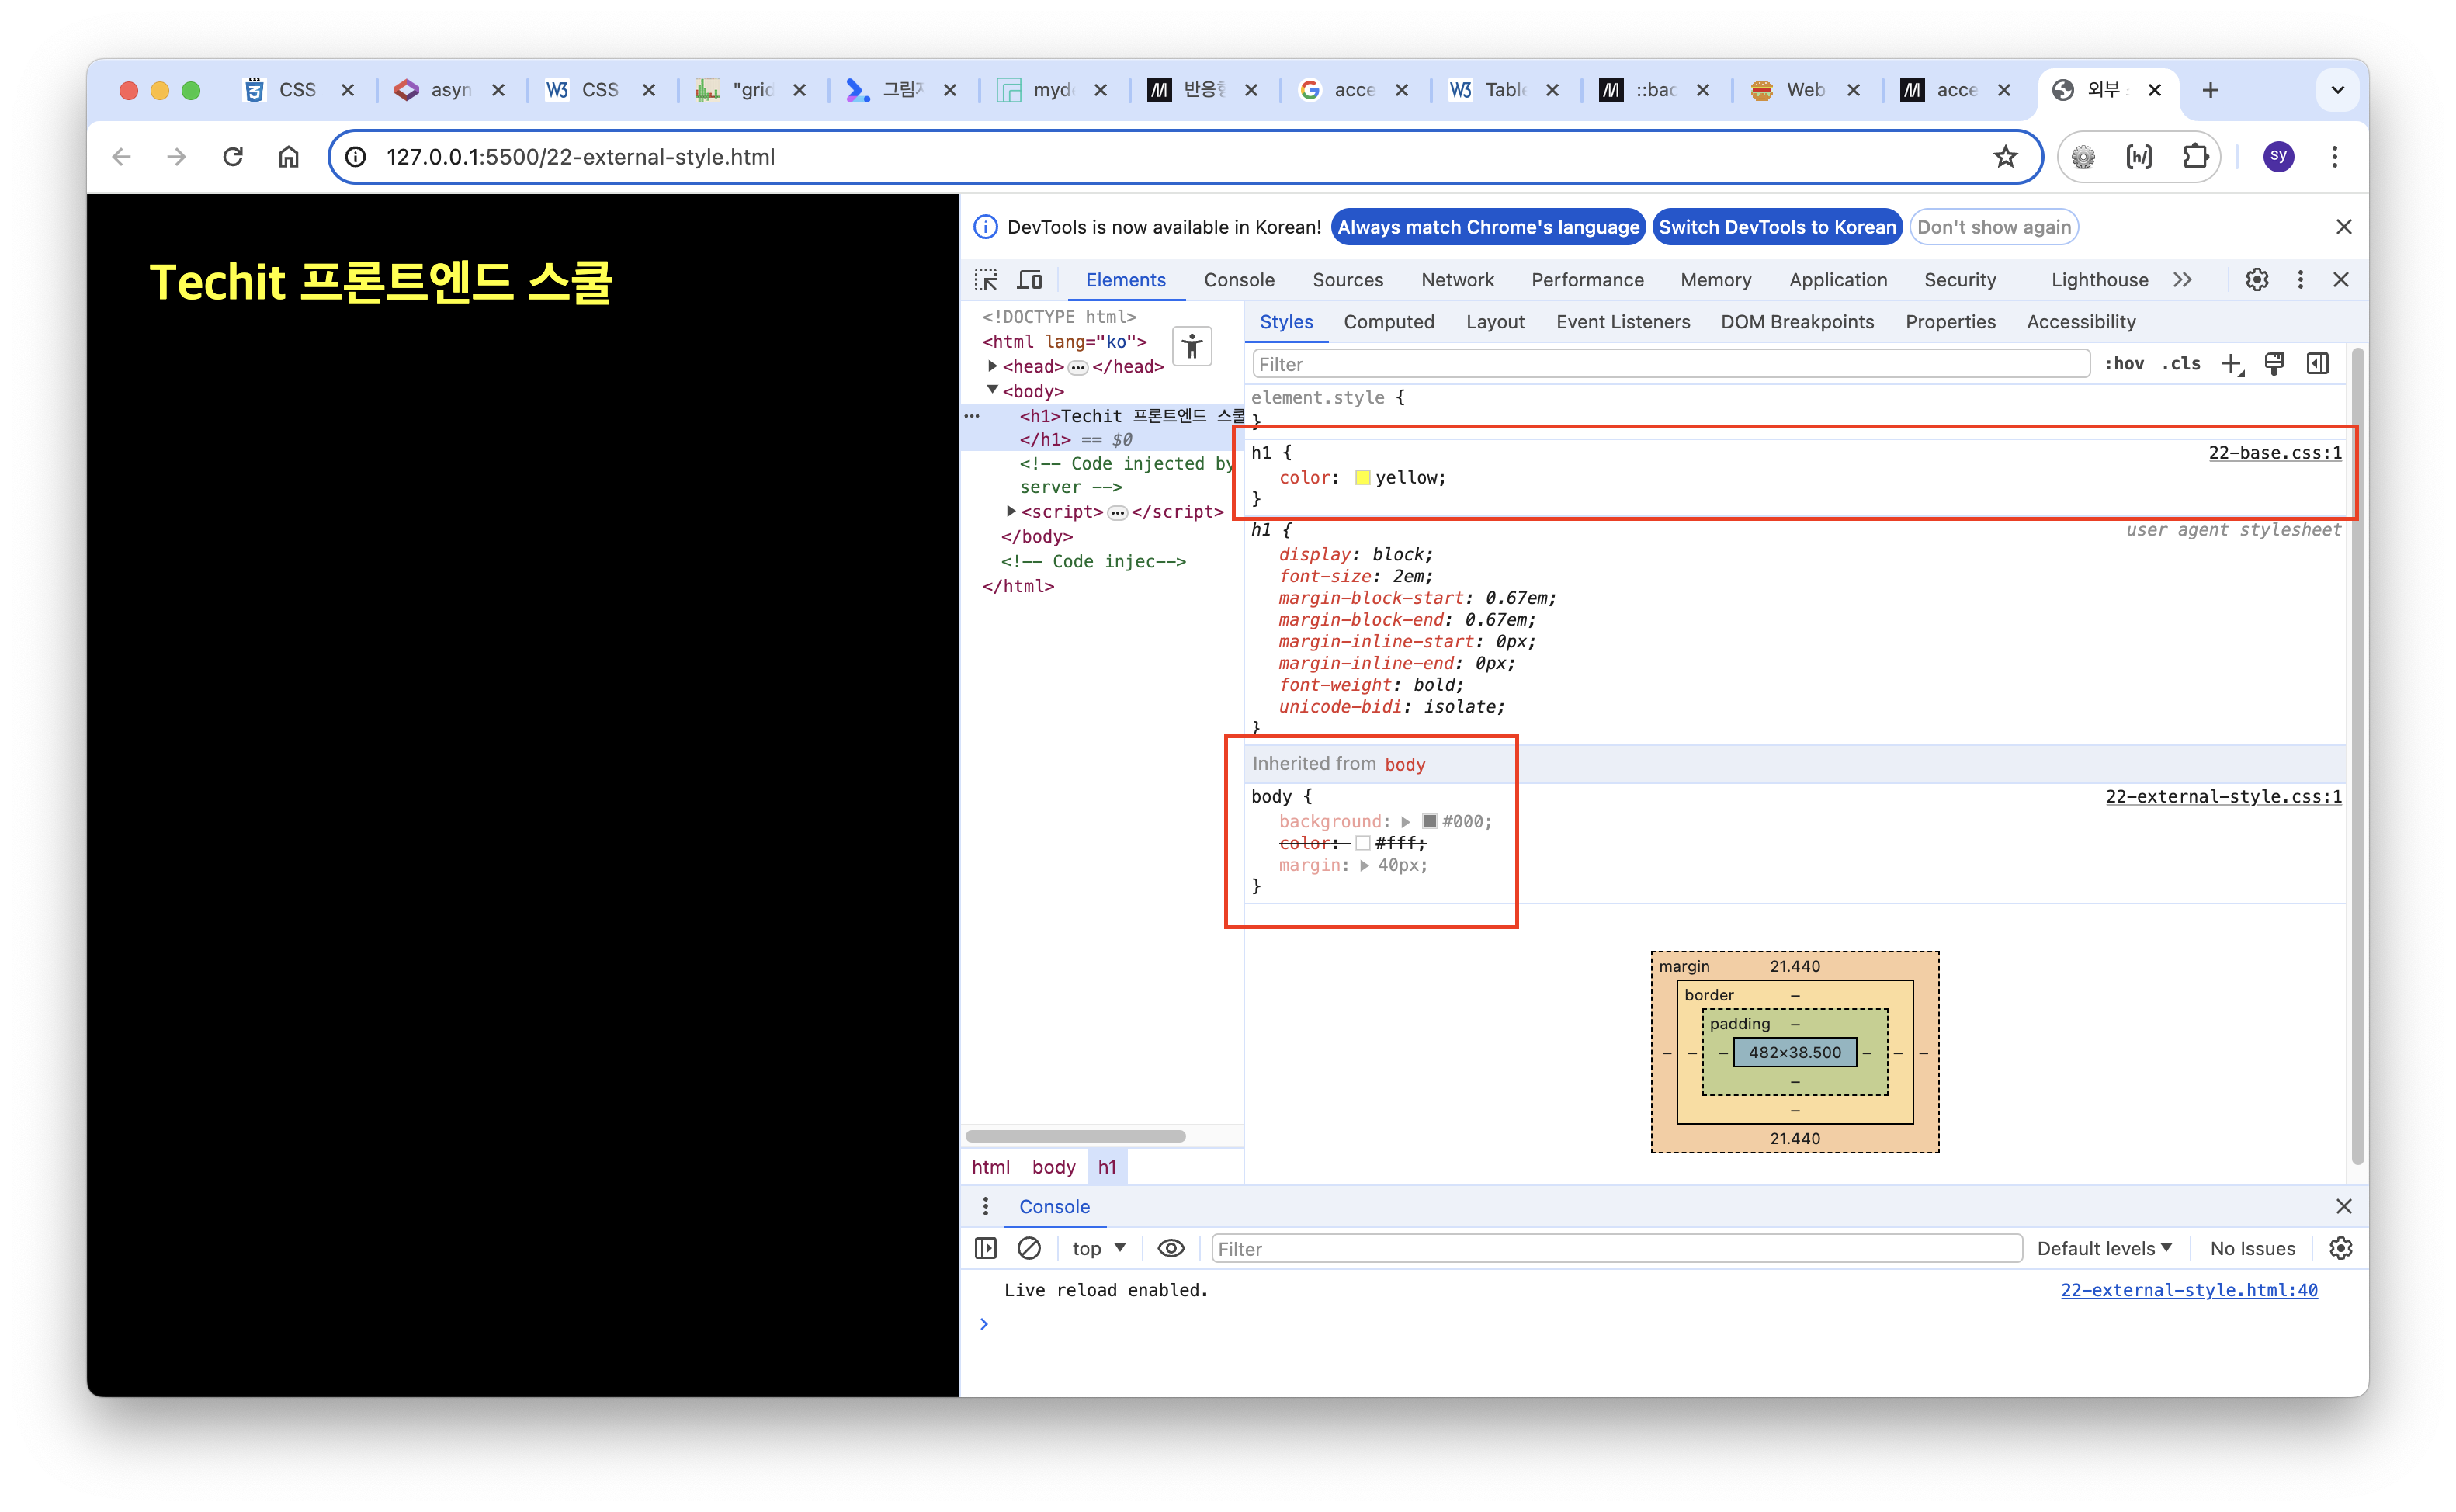 CSS
asyn
CSS
"grid
그림자
myd
반응형
acce
Table
::bac
Web
acce
외부 s
127.0.0.1:5500/22-external-style.html
sy
Techit 프론트엔드 스쿨
DevTools is now available in Korean! Always match Chrome's language Switch DevTools to Korean Don't show again
Elements Console Sources Network Performance Memory Application Security Lighthouse
<!DOCTYPE html>
<html lang="ko">
<head> ••• </head>
<body>
<h1>Techit 프론트엔드 스쿨
</h1> == $0
<!-- Code injected by
server -->
<script> ••• </script>
</body>
<!-- Code injec-->
</html>
html body h1
Styles Computed Layout Event Listeners DOM Breakpoints Properties Accessibility
Filter :hov .cls
element.style {
}
h1 { 22-base.css:1
color: yellow;
}
h1 { user agent stylesheet
display: block;
font-size: 2em;
margin-block-start: 0.67em;
margin-block-end: 0.67em;
margin-inline-start: 0px;
margin-inline-end: 0px;
font-weight: bold;
unicode-bidi: isolate;
}
Inherited from body
body { 22-external-style.css:1
background: #000;
color: #fff;
margin: 40px;
}
margin 21.440
border –
padding –
– – – 482×38.500 – – –
–
–
21.440
Console
top Filter Default levels No Issues
Live reload enabled. 22-external-style.html:40